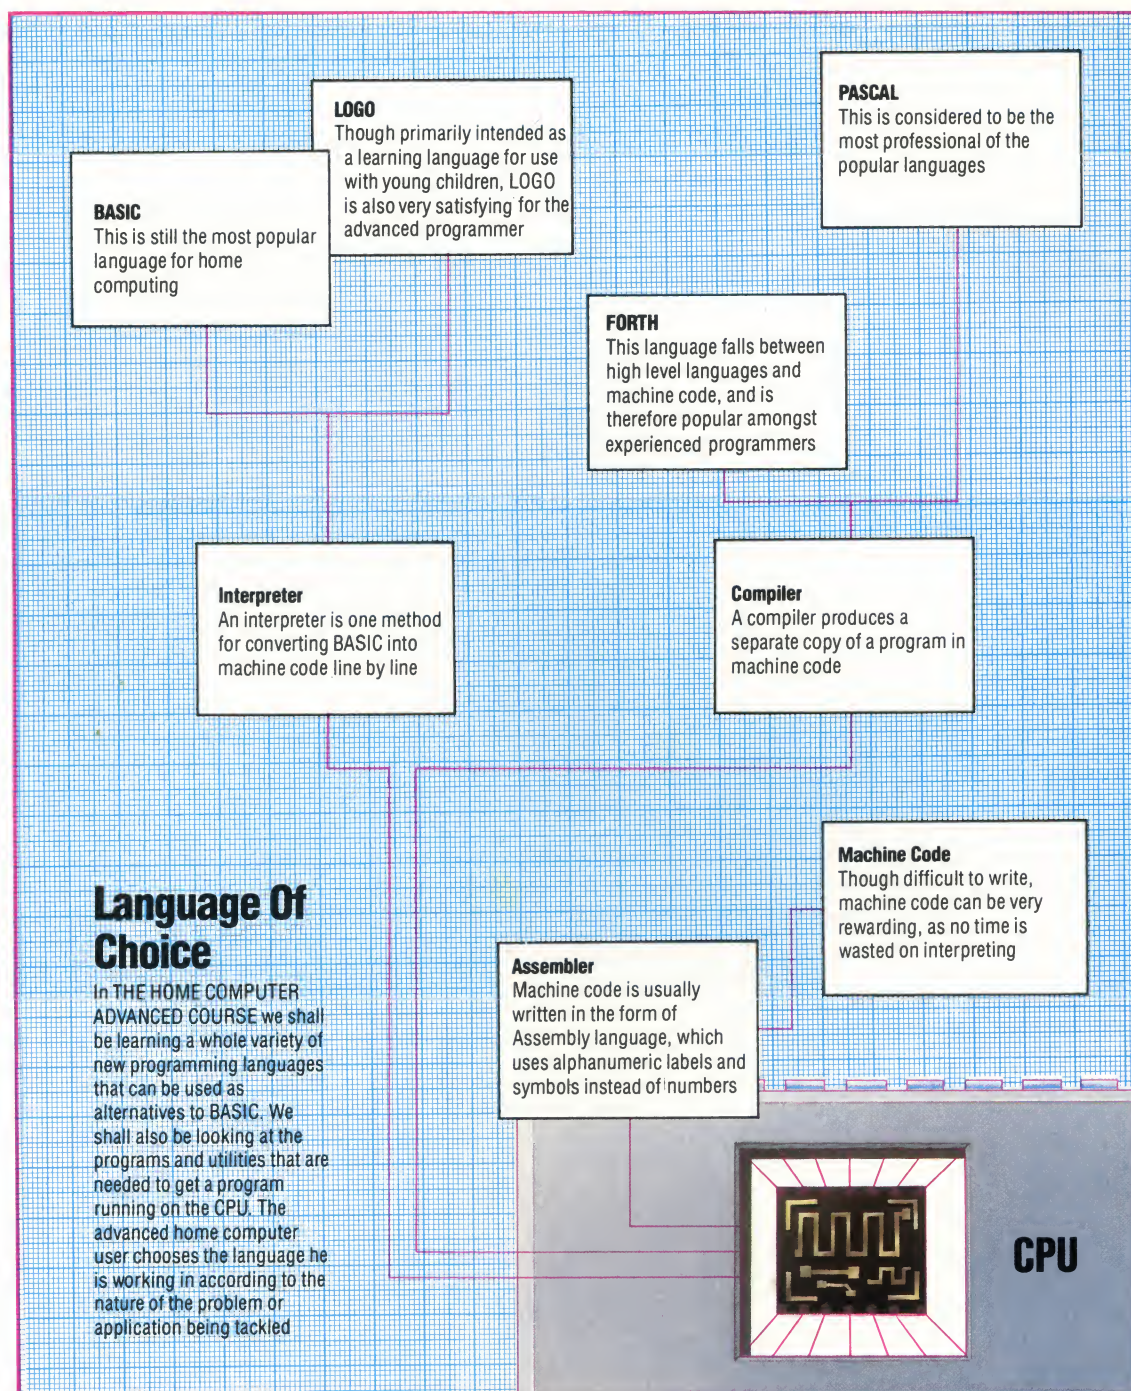 LOGO
Though primarily intended as
a learning language for use
with young children, LOGO
is also very satisfying for the
advanced programmer
PASCAL
This is considered to be the
most professional of the
popular languages
BASIC
This is still the most popular
language for home
computing
FORTH
This language falls between
high level languages and
machine code, and is
therefore popular amongst
experienced programmers
Interpreter
An interpreter is one method
for converting BASIC into
machine code line by line
Compiler
A compiler produces a
separate copy of a program in
machine code
Machine Code
Though difficult to write,
machine code can be very
rewarding, as no time is
wasted on interpreting
Assembler
Machine code is usually
written in the form of
Assembly language, which
uses alphanumeric labels and
symbols instead of numbers
Language Of
Choice
In THE HOME COMPUTER
ADVANCED COURSE we shall
be learning a whole variety of
new programming languages
that can be used as
alternatives to BASIC. We
shall also be looking at the
programs and utilities that are
needed to get a program
running on the CPU. The
advanced home computer
user chooses the language he
is working in according to the
nature of the problem or
application being tackled
CPU